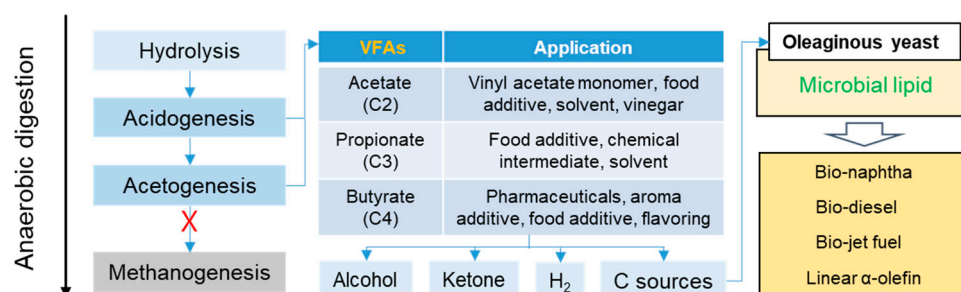 Anaerobic digestion
Hydrolysis
Acidogenesis
Acetogenesis
X
Methanogenesis
VFAs
Application
Acetate
(C2)
Vinyl acetate monomer, food
additive, solvent, vinegar
Propionate
(C3)
Food additive, chemical
intermediate, solvent
Butyrate
(C4)
Pharmaceuticals, aroma
additive, food additive, flavoring
Alcohol
Ketone
H₂
C sources
Oleaginous yeast
Microbial lipid
Bio-naphtha
Bio-diesel
Bio-jet fuel
Linear α-olefin